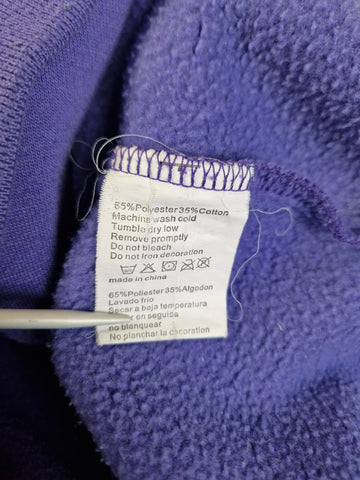 65%Polyester35%Cotton
Machine wash cold
Tumble dry low
Remove promptly
Do not bleach
Do not Iron decoration
made in china
65%Poliester 35%Algodon
Lavado frio
Secar a baja temperatura
en seguida
no blanquear
No planchar la decoration